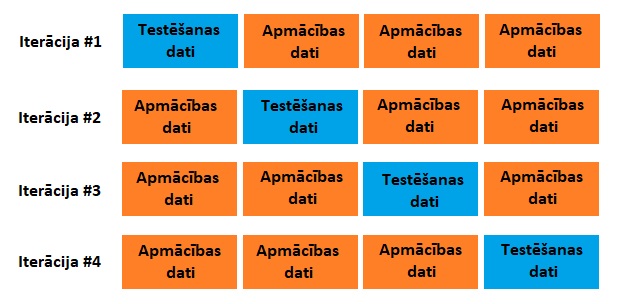 Iterācija #1
Testēšanas
dati
Apmācības
dati
Apmācības
dati
Apmācības
dati
Iterācija #2
Apmācības
dati
Testēšanas
dati
Apmācības
dati
Apmācības
dati
Iterācija #3
Apmācības
dati
Apmācības
dati
Testēšanas
dati
Apmācības
dati
Iterācija #4
Apmācības
dati
Apmācības
dati
Apmācības
dati
Testēšanas
dati